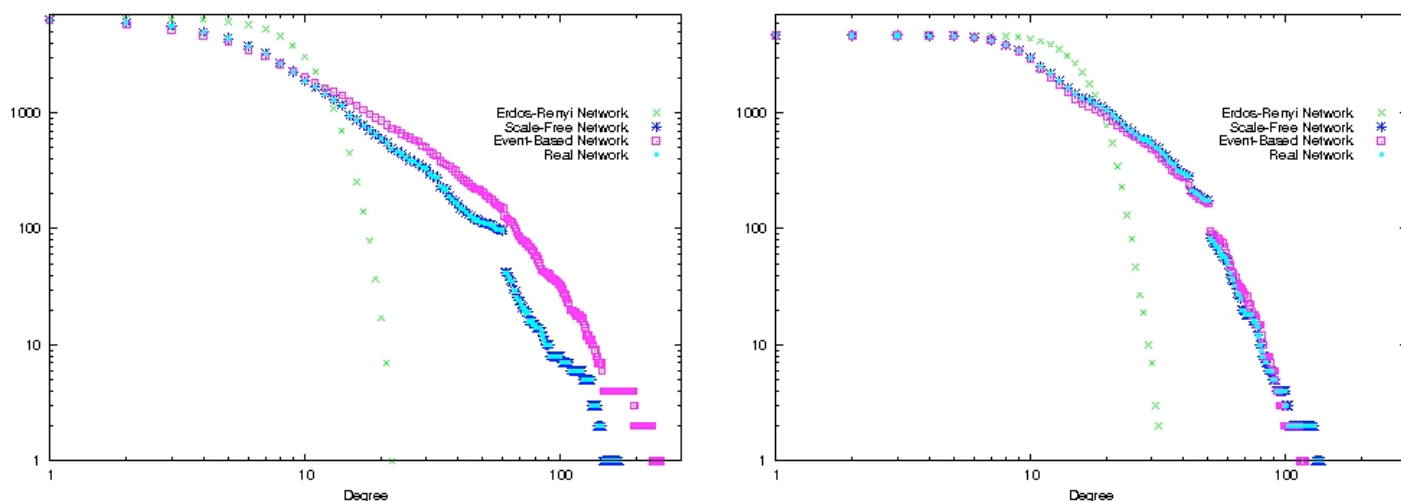 1000
100
10
1
1
10
100
Degree
Erdos-Renyi Network
Scale-Free Network
Event-Based Network
Real Network
1000
100
10
1
1
10
100
Degree
Erdos-Renyi Network
Scale-Free Network
Event-Based Network
Real Network